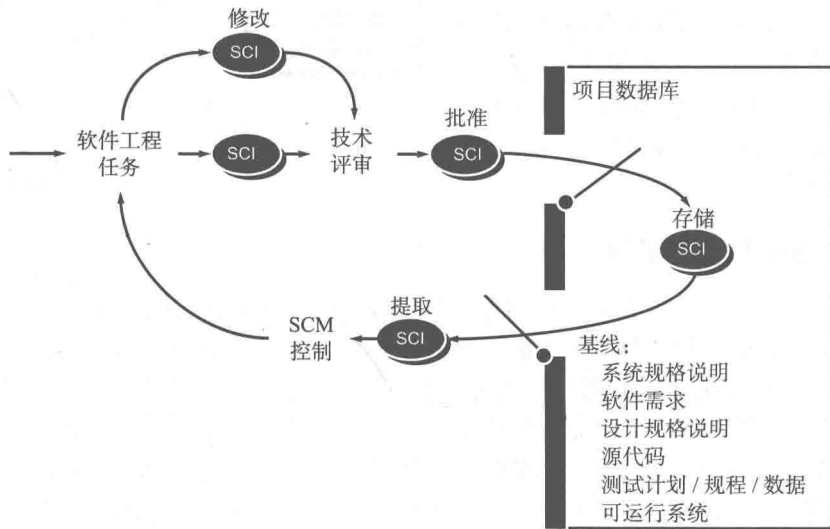 修改
SCI
项目数据库
批准
软件工程
任务
SCI
技术
评审
SCI
存储
SCI
提取
SCM
控制
SCI
基线：
系统规格说明
软件需求
设计规格说明
源代码
测试计划 / 规程 / 数据
可运行系统